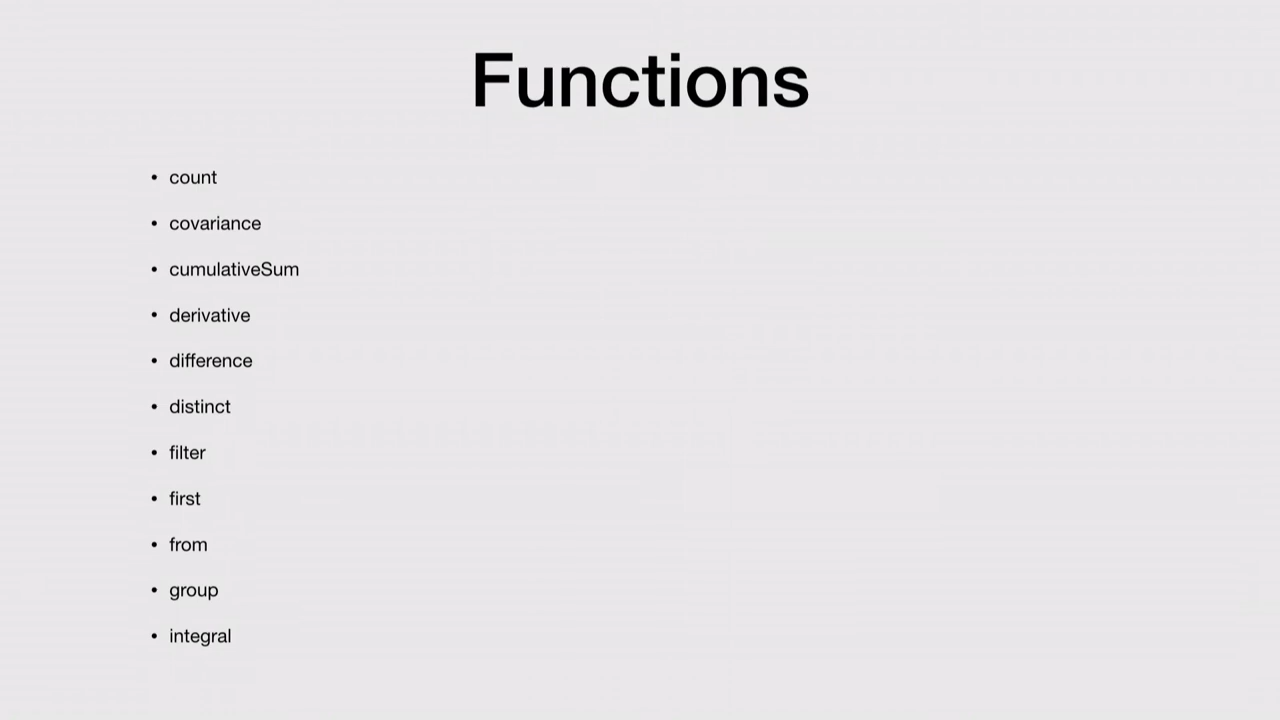 Functions
• count
• covariance
• cumulativeSum
• derivative
• difference
• distinct
• filter
• first
• from
• group
• integral